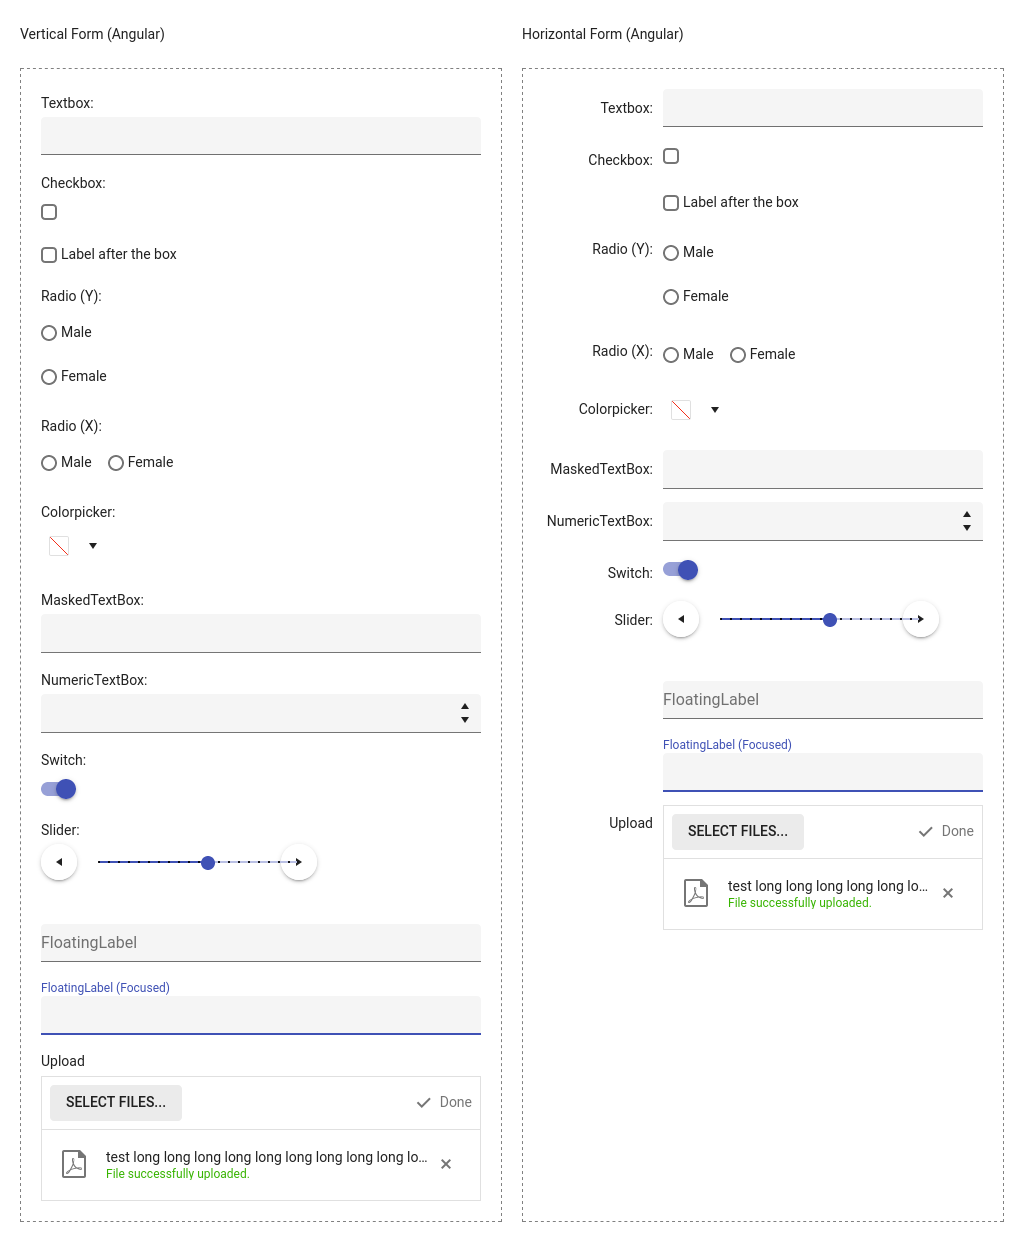 Vertical Form (Angular)
Textbox:
Checkbox:
Label after the box
Radio (Y):
Male
Female
Radio (X):
Male Female
Colorpicker:
MaskedTextBox:
NumericTextBox:
Switch:
Slider:
FloatingLabel
FloatingLabel (Focused)
Upload
SELECT FILES... Done
test long long long long long long long long long lo...
File successfully uploaded.
Horizontal Form (Angular)
Textbox:
Checkbox:
Label after the box
Radio (Y): Male
Female
Radio (X): Male Female
Colorpicker:
MaskedTextBox:
NumericTextBox:
Switch:
Slider:
FloatingLabel
FloatingLabel (Focused)
Upload SELECT FILES... Done
test long long long long long lo...
File successfully uploaded.